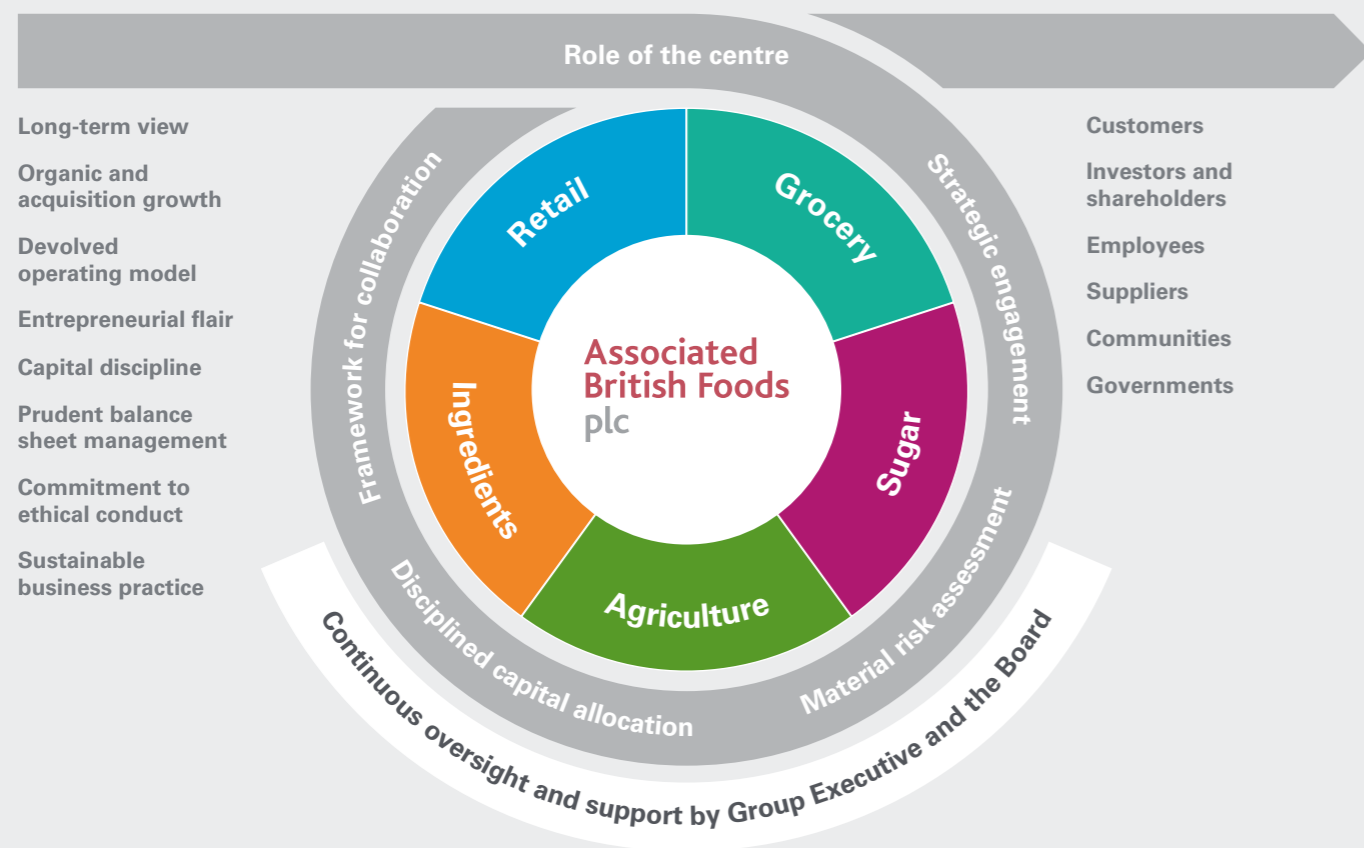 Role of the centre
Long-term view
Organic and
acquisition growth
Devolved
operating model
Entrepreneurial flair
Capital discipline
Prudent balance
sheet management
Commitment to
ethical conduct
Sustainable
business practice
Framework for collaboration
Strategic engagement
Material risk assessment
Disciplined capital allocation
Retail
Grocery
Sugar
Agriculture
Ingredients
Associated
British Foods
plc
Continuous oversight and support by Group Executive and the Board
Customers
Investors and
shareholders
Employees
Suppliers
Communities
Governments